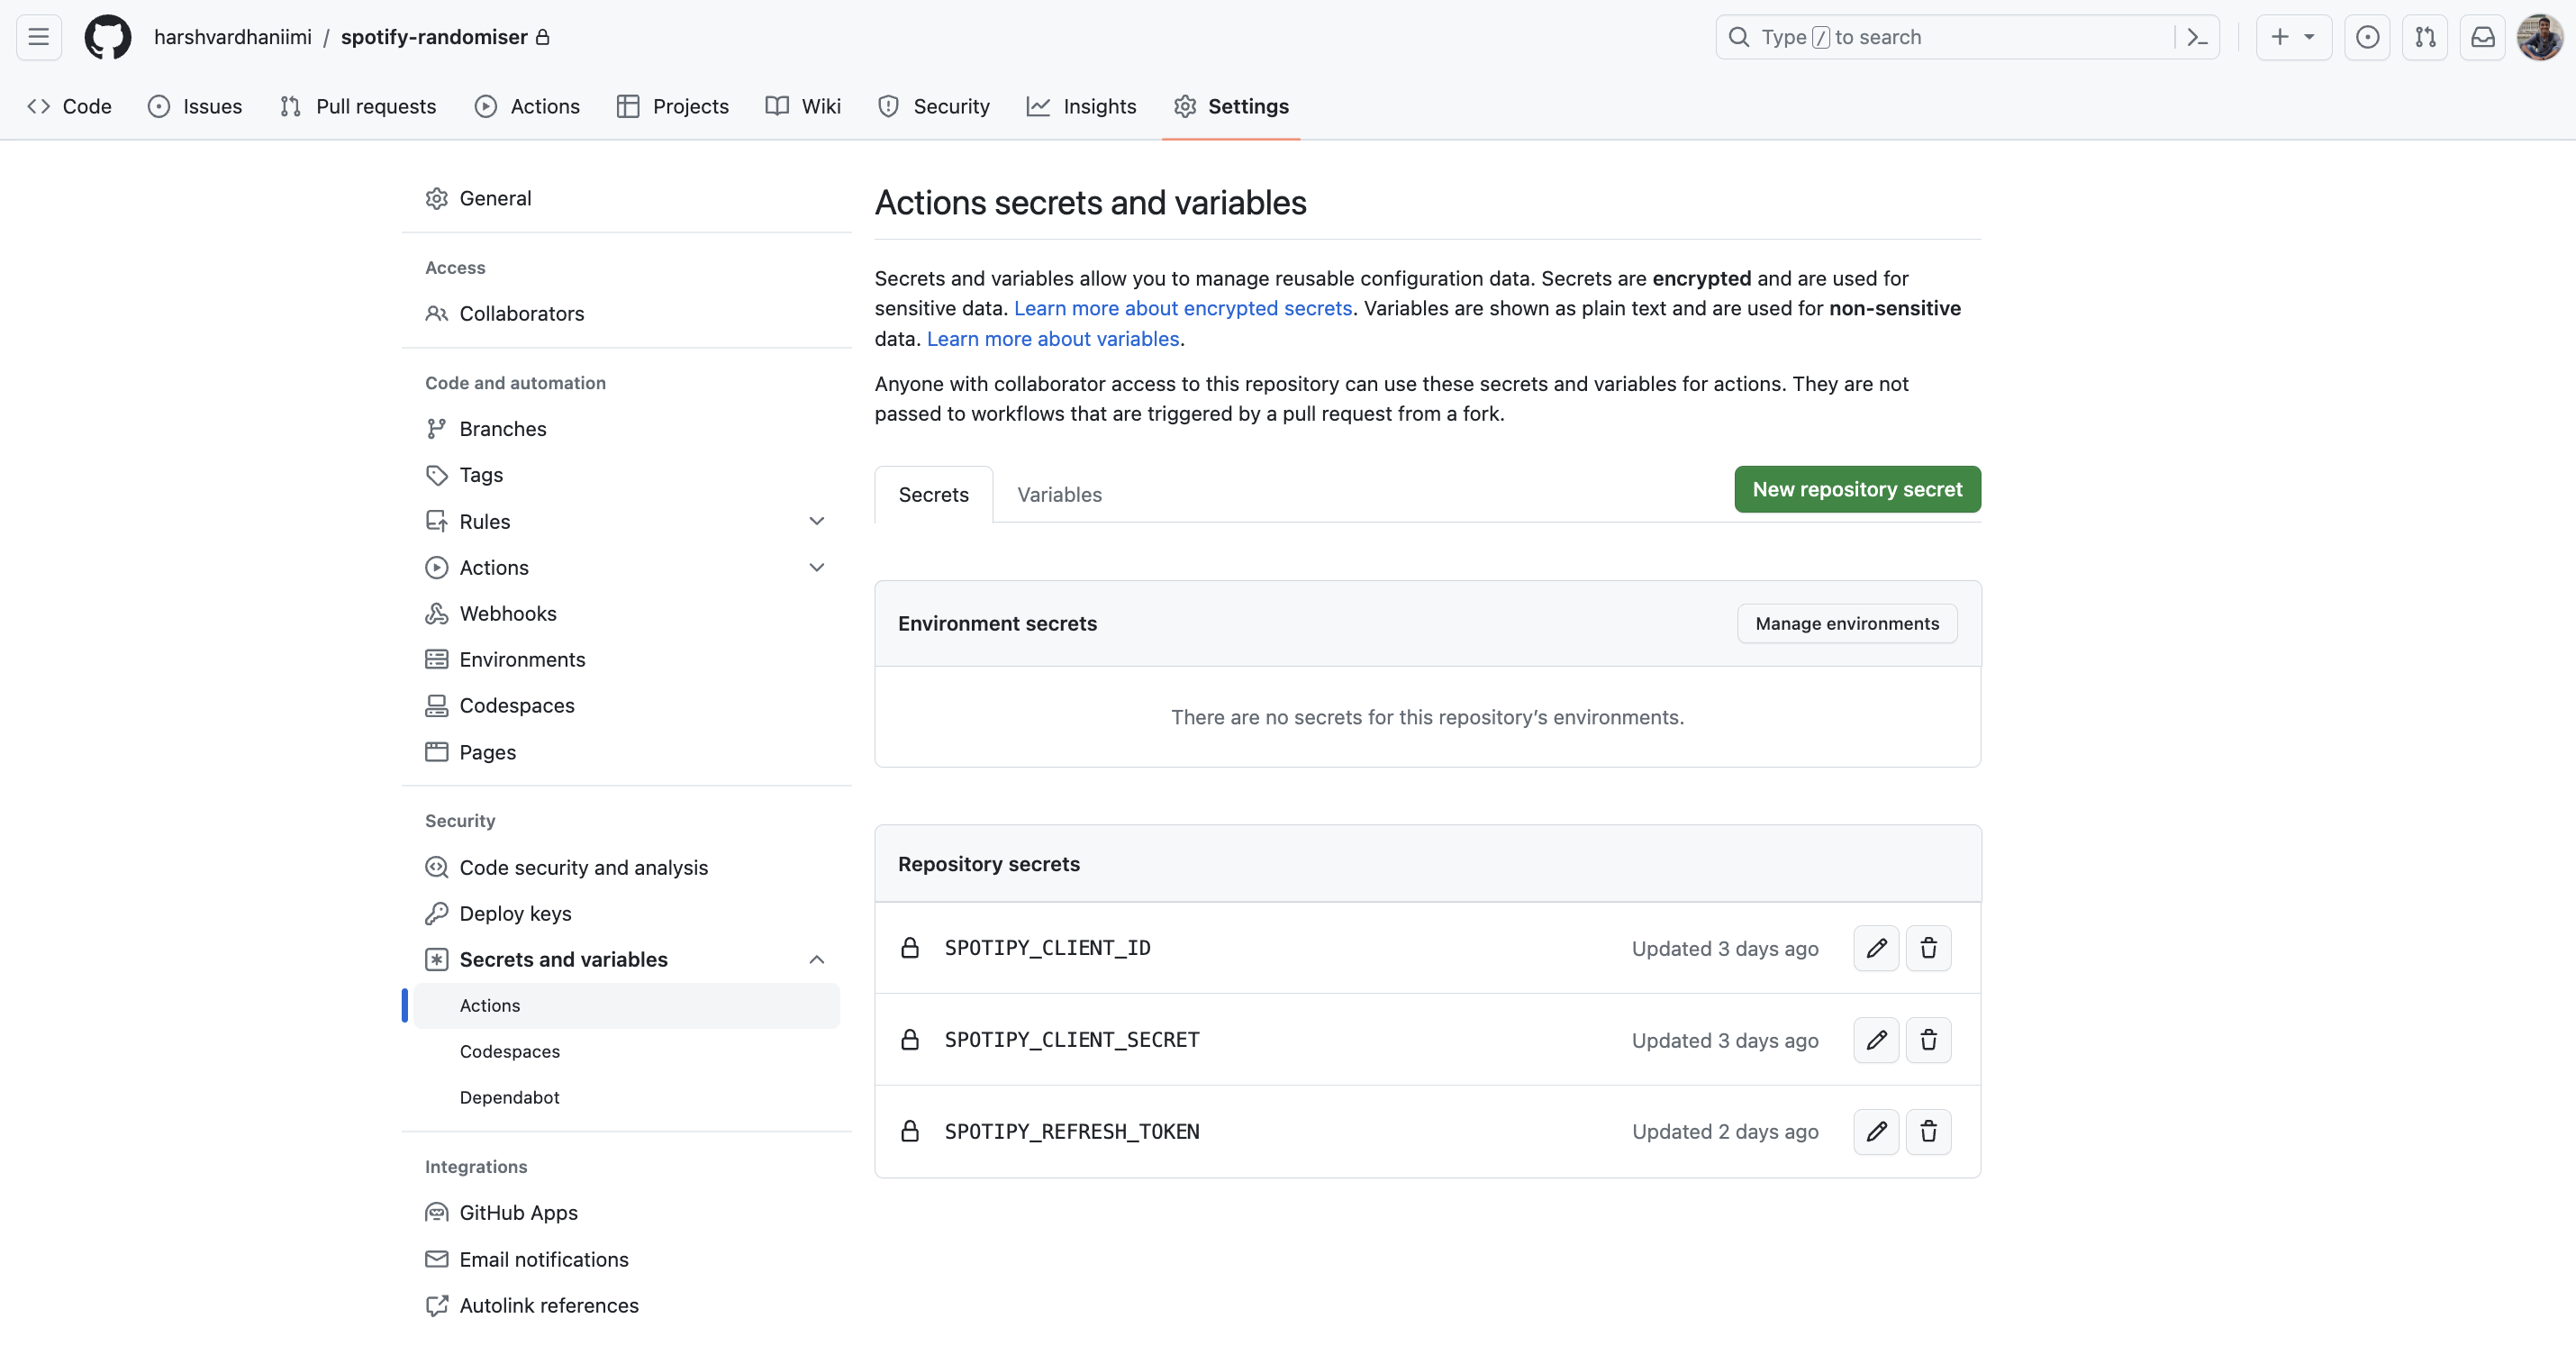 harshvardhaniimi / spotify-randomiser
Type / to search
Code
Issues
Pull requests
Actions
Projects
Wiki
Security
Insights
Settings
General
Access
Collaborators
Code and automation
Branches
Tags
Rules
Actions
Webhooks
Environments
Codespaces
Pages
Security
Code security and analysis
Deploy keys
Secrets and variables
Actions
Codespaces
Dependabot
Integrations
GitHub Apps
Email notifications
Autolink references
Actions secrets and variables
Secrets and variables allow you to manage reusable configuration data. Secrets are encrypted and are used for
sensitive data. Learn more about encrypted secrets. Variables are shown as plain text and are used for non-sensitive
data. Learn more about variables.
Anyone with collaborator access to this repository can use these secrets and variables for actions. They are not
passed to workflows that are triggered by a pull request from a fork.
Secrets
Variables
New repository secret
Environment secrets
Manage environments
There are no secrets for this repository’s environments.
Repository secrets
SPOTIPY_CLIENT_ID
Updated 3 days ago
SPOTIPY_CLIENT_SECRET
Updated 3 days ago
SPOTIPY_REFRESH_TOKEN
Updated 2 days ago